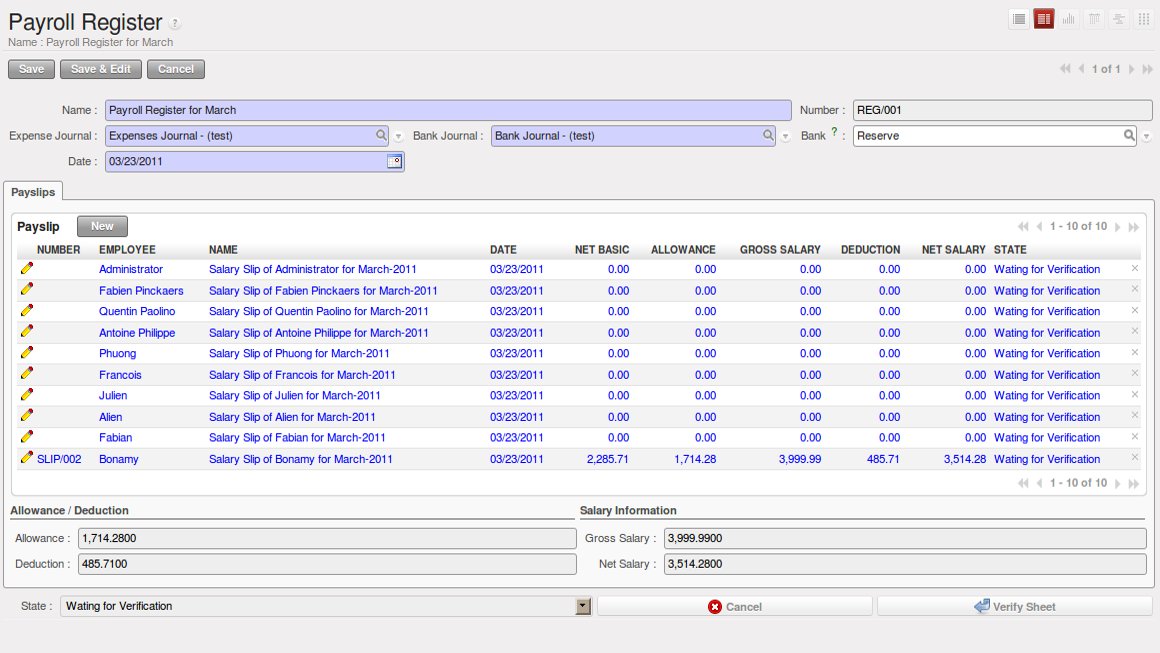 Payroll Register ?
Name : Payroll Register for March
Save Save & Edit Cancel 1 of 1
Name : Payroll Register for March Number : REG/001
Expense Journal : Expenses Journal - (test) Bank Journal : Bank Journal - (test) Bank ? : Reserve
Date : 03/23/2011
Payslips
Payslip New 1 - 10 of 10
NUMBER EMPLOYEE NAME DATE NET BASIC ALLOWANCE GROSS SALARY DEDUCTION NET SALARY STATE
Administrator Salary Slip of Administrator for March-2011 03/23/2011 0.00 0.00 0.00 0.00 0.00 Wating for Verification
Fabien Pinckaers Salary Slip of Fabien Pinckaers for March-2011 03/23/2011 0.00 0.00 0.00 0.00 0.00 Wating for Verification
Quentin Paolino Salary Slip of Quentin Paolino for March-2011 03/23/2011 0.00 0.00 0.00 0.00 0.00 Wating for Verification
Antoine Philippe Salary Slip of Antoine Philippe for March-2011 03/23/2011 0.00 0.00 0.00 0.00 0.00 Wating for Verification
Phuong Salary Slip of Phuong for March-2011 03/23/2011 0.00 0.00 0.00 0.00 0.00 Wating for Verification
Francois Salary Slip of Francois for March-2011 03/23/2011 0.00 0.00 0.00 0.00 0.00 Wating for Verification
Julien Salary Slip of Julien for March-2011 03/23/2011 0.00 0.00 0.00 0.00 0.00 Wating for Verification
Alien Salary Slip of Alien for March-2011 03/23/2011 0.00 0.00 0.00 0.00 0.00 Wating for Verification
Fabian Salary Slip of Fabian for March-2011 03/23/2011 0.00 0.00 0.00 0.00 0.00 Wating for Verification
SLIP/002 Bonamy Salary Slip of Bonamy for March-2011 03/23/2011 2,285.71 1,714.28 3,999.99 485.71 3,514.28 Wating for Verification
1 - 10 of 10
Allowance / Deduction Salary Information
Allowance : 1,714.2800 Gross Salary : 3,999.9900
Deduction : 485.7100 Net Salary : 3,514.2800
State : Wating for Verification Cancel Verify Sheet